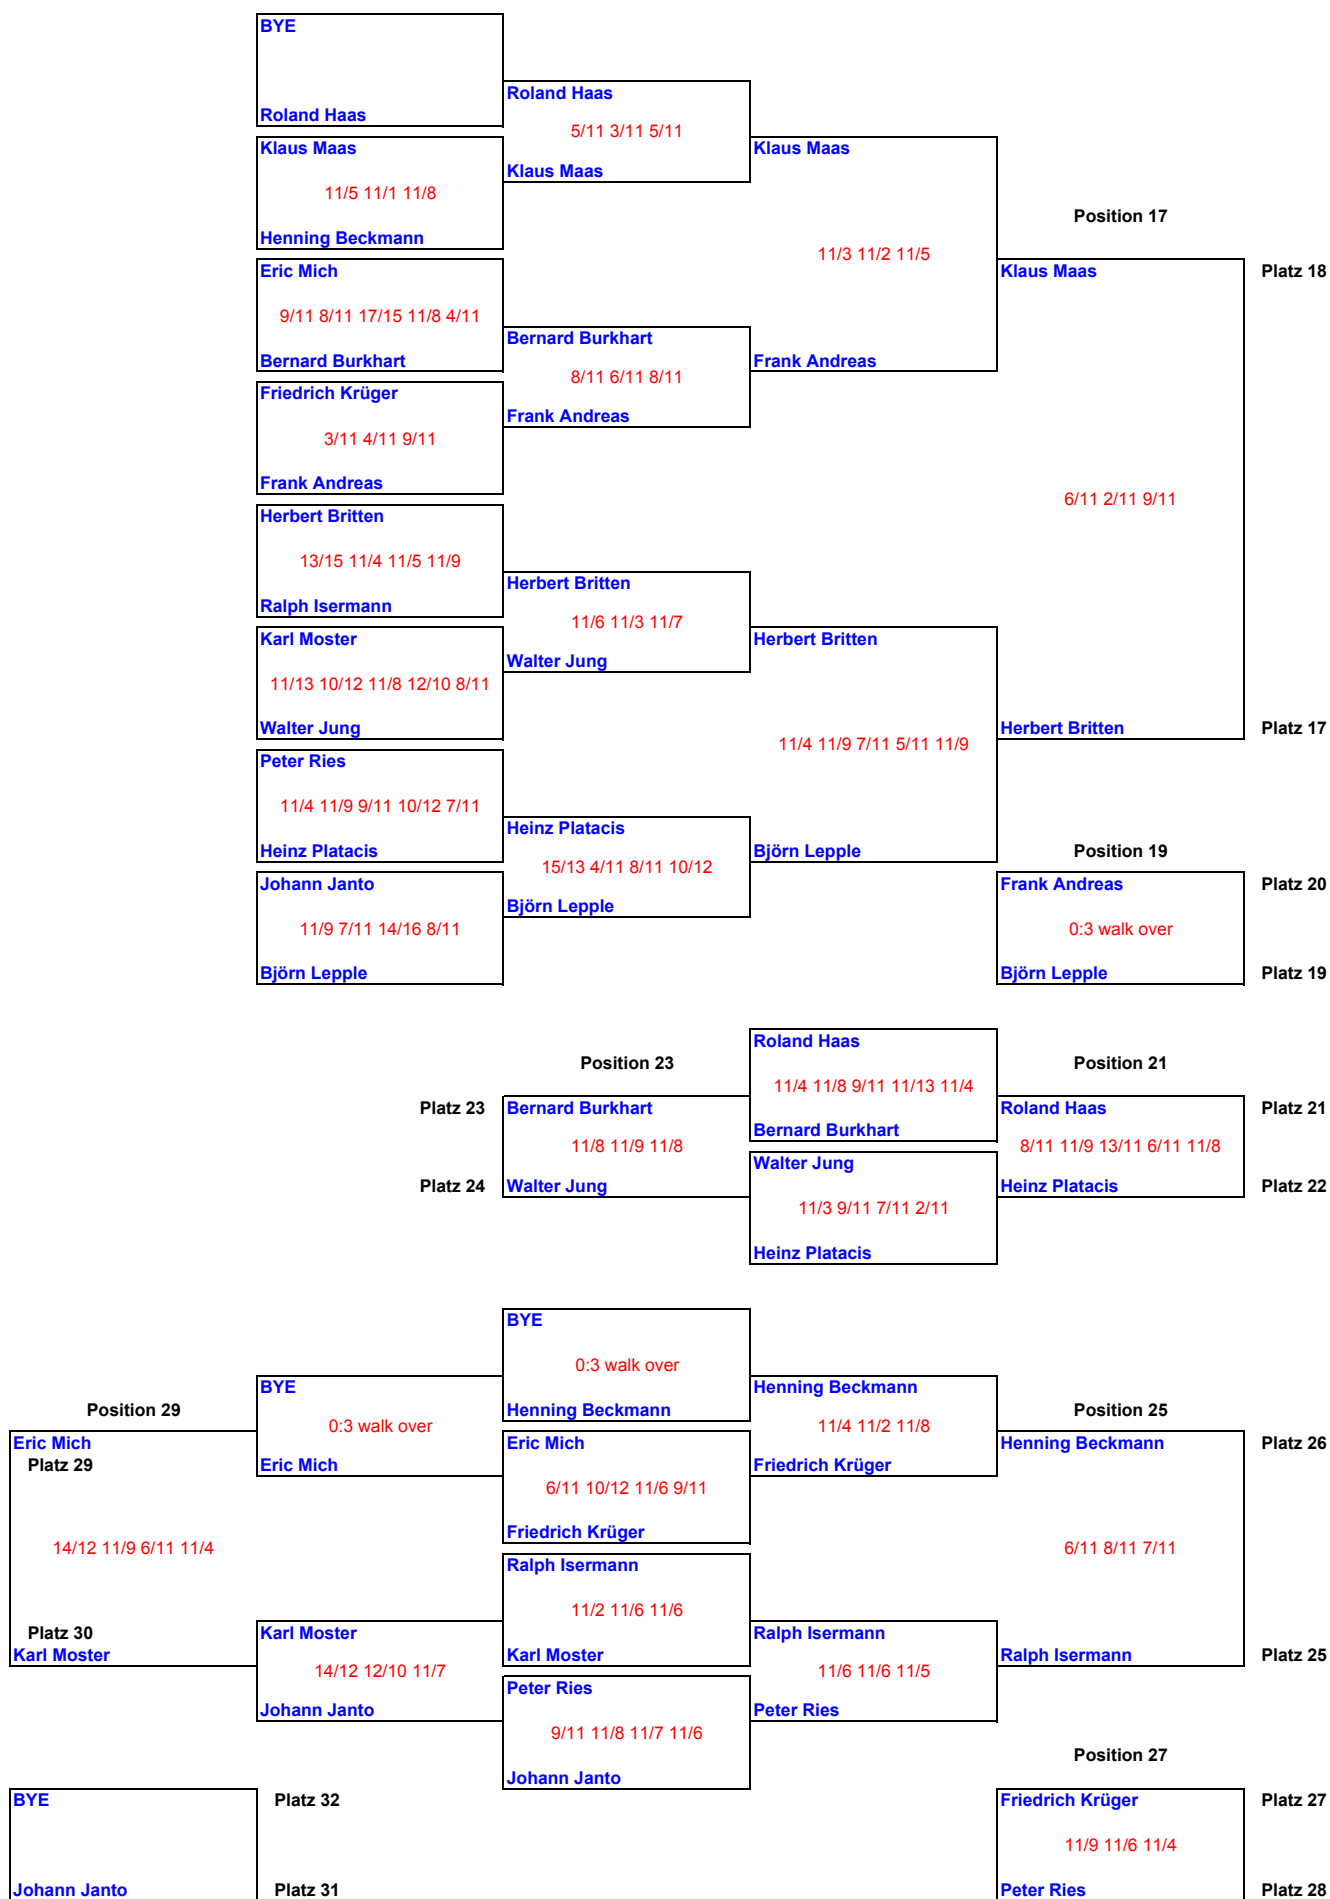 BYE
Roland Haas
Roland Haas
5/11 3/11 5/11
Klaus Maas
Klaus Maas
Klaus Maas
11/5 11/1 11/8
Position 17
Henning Beckmann
11/3 11/2 11/5
Eric Mich
Klaus Maas
Platz 18
9/11 8/11 17/15 11/8 4/11
Bernard Burkhart
Bernard Burkhart
Frank Andreas
8/11 6/11 8/11
Friedrich Krüger
Frank Andreas
3/11 4/11 9/11
Frank Andreas
6/11 2/11 9/11
Herbert Britten
13/15 11/4 11/5 11/9
Herbert Britten
Ralph Isermann
11/6 11/3 11/7
Karl Moster
Herbert Britten
Walter Jung
11/13 10/12 11/8 12/10 8/11
Walter Jung
Herbert Britten
Platz 17
11/4 11/9 7/11 5/11 11/9
Peter Ries
11/4 11/9 9/11 10/12 7/11
Heinz Platacis
Heinz Platacis
Björn Lepple
Position 19
15/13 4/11 8/11 10/12
Johann Janto
Frank Andreas
Platz 20
Björn Lepple
11/9 7/11 14/16 8/11
0:3 walk over
Björn Lepple
Björn Lepple
Platz 19
Roland Haas
Position 23
Position 21
11/4 11/8 9/11 11/13 11/4
Platz 23
Bernard Burkhart
Roland Haas
Platz 21
Bernard Burkhart
11/8 11/9 11/8
8/11 11/9 13/11 6/11 11/8
Walter Jung
Platz 24
Walter Jung
Heinz Platacis
Platz 22
11/3 9/11 7/11 2/11
Heinz Platacis
BYE
0:3 walk over
BYE
Henning Beckmann
Position 29
Henning Beckmann
Position 25
0:3 walk over
11/4 11/2 11/8
Eric Mich
Eric Mich
Henning Beckmann
Platz 26
Platz 29
Eric Mich
Friedrich Krüger
6/11 10/12 11/6 9/11
Friedrich Krüger
14/12 11/9 6/11 11/4
6/11 8/11 7/11
Ralph Isermann
11/2 11/6 11/6
Platz 30
Karl Moster
Ralph Isermann
Karl Moster
Karl Moster
Ralph Isermann
Platz 25
14/12 12/10 11/7
11/6 11/6 11/5
Peter Ries
Johann Janto
Peter Ries
9/11 11/8 11/7 11/6
Position 27
Johann Janto
BYE
Platz 32
Friedrich Krüger
Platz 27
11/9 11/6 11/4
Johann Janto
Platz 31
Peter Ries
Platz 28